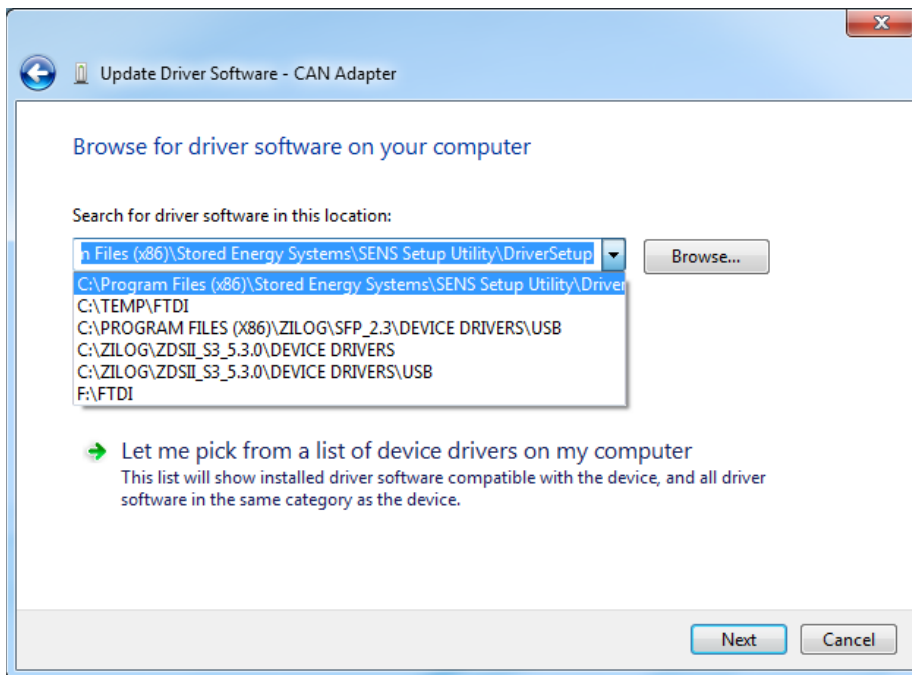 Update Driver Software - CAN Adapter
Browse for driver software on your computer
Search for driver software in this location:
n Files (x86)\Stored Energy Systems\SENS Setup Utility\DriverSetup
Browse...
C:\Program Files (x86)\Stored Energy Systems\SENS Setup Utility\Driver
C:\TEMP\FTDI
C:\PROGRAM FILES (X86)\ZILOG\SFP_2.3\DEVICE DRIVERS\USB
C:\ZILOG\ZDSII_S3_5.3.0\DEVICE DRIVERS
C:\ZILOG\ZDSII_S3_5.3.0\DEVICE DRIVERS\USB
F:\FTDI
Let me pick from a list of device drivers on my computer
This list will show installed driver software compatible with the device, and all driver
software in the same category as the device.
Next
Cancel